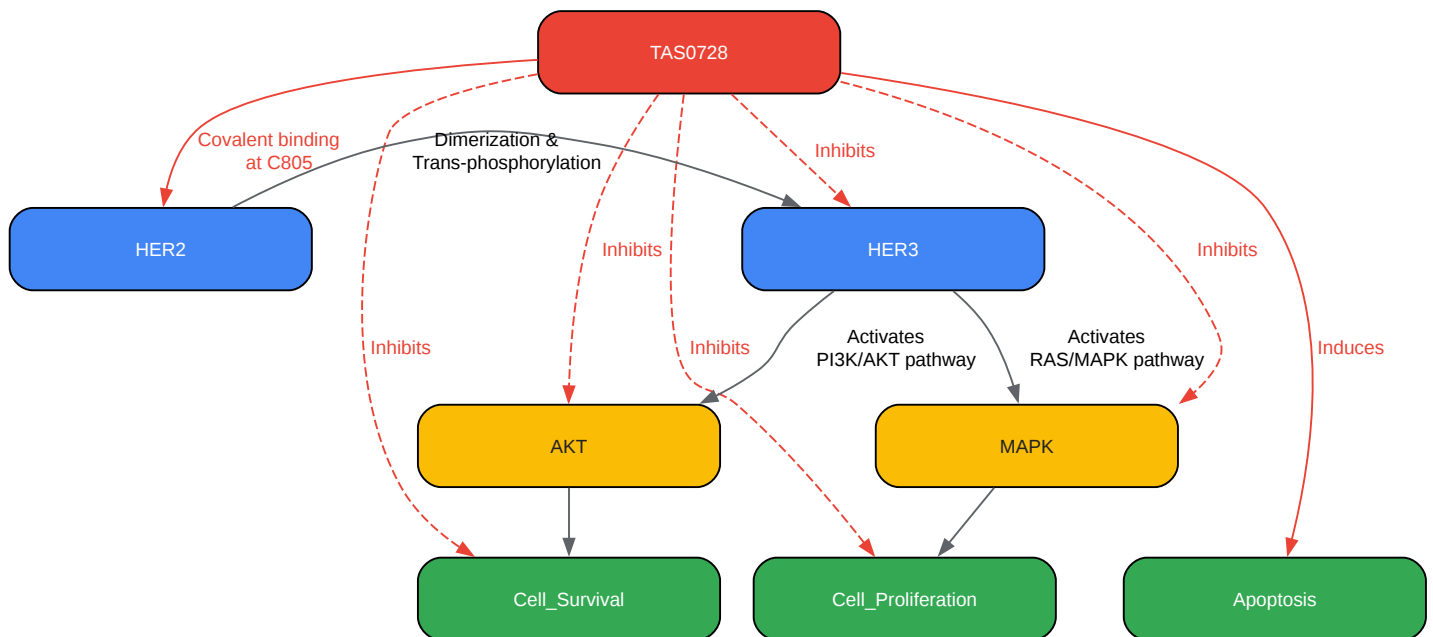 TAS0728
Covalent binding
at C805
Dimerization &
Trans-phosphorylation
Inhibits
HER2
HER3
Inhibits
Inhibits
Inhibits
Inhibits
Activates
PI3K/AKT pathway
Activates
RAS/MAPK pathway
Induces
AKT
MAPK
Cell_Survival
Cell_Proliferation
Apoptosis